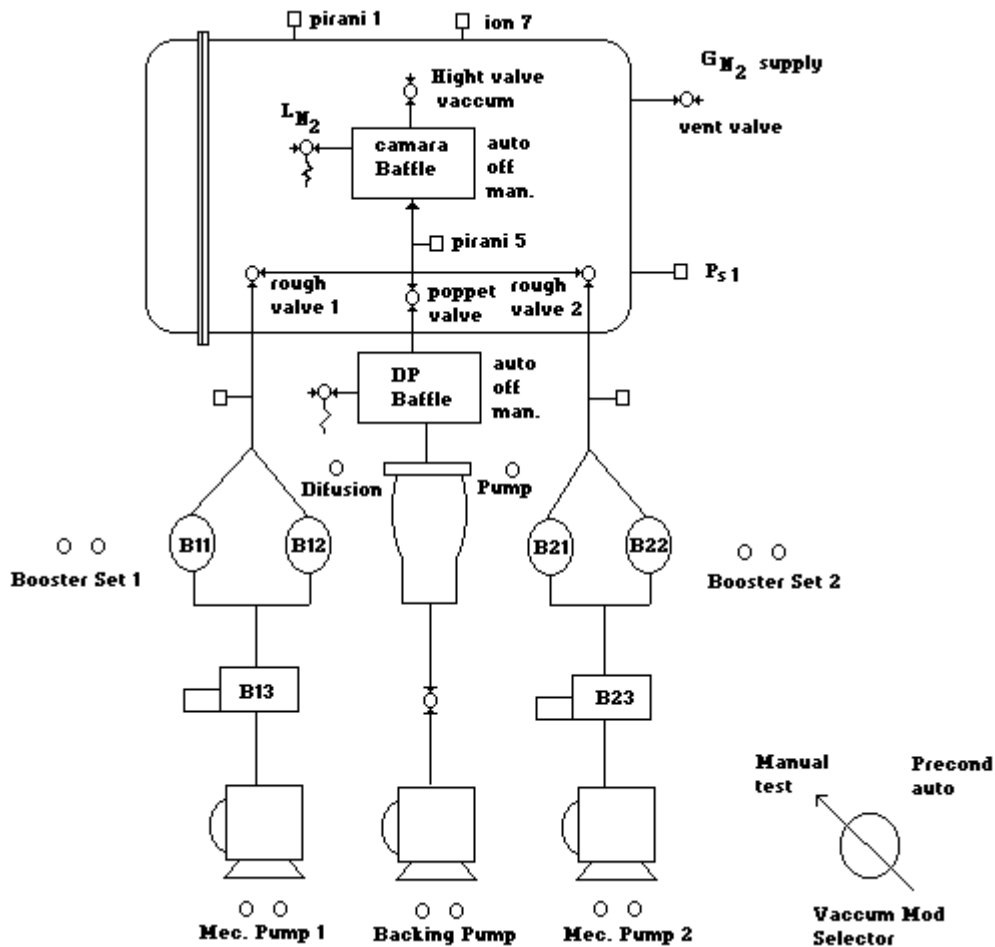 pirani 1
ion 7
GN2 supply
Hight valve
vaccum
LN2
vent valve
camara
Baffle
auto
off
man.
pirani 5
Ps1
rough
valve 1
poppet
valve
rough
valve 2
DP
Baffle
auto
off
man.
Difusion
Pump
B11
B12
B21
B22
Booster Set 1
Booster Set 2
B13
B23
Manual
test
Precond
auto
Mec. Pump 1
Backing Pump
Mec. Pump 2
Vaccum Mod
Selector